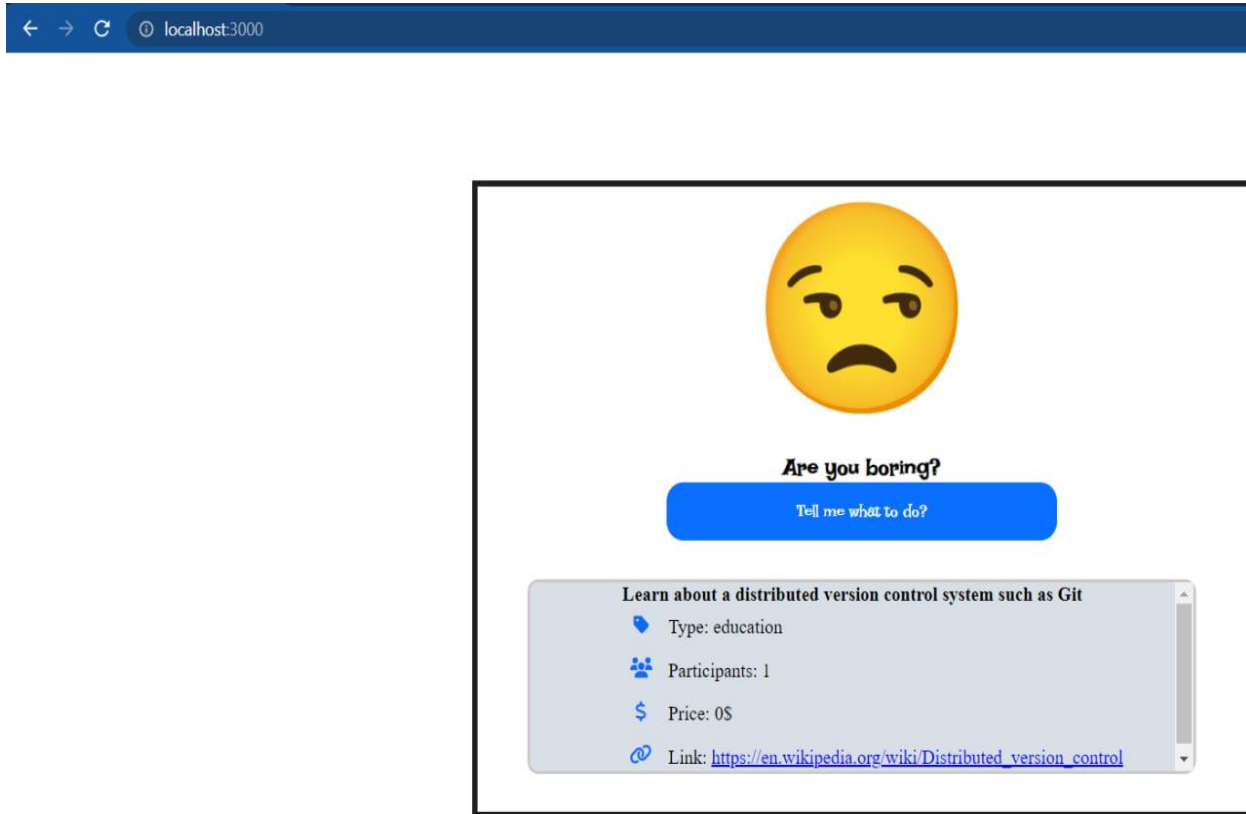 localhost:3000
Are you boring?
Tell me what to do?
Learn about a distributed version control system such as Git
Type: education
Participants: 1
$ Price: 0$
Link: https://en.wikipedia.org/wiki/Distributed_version_control